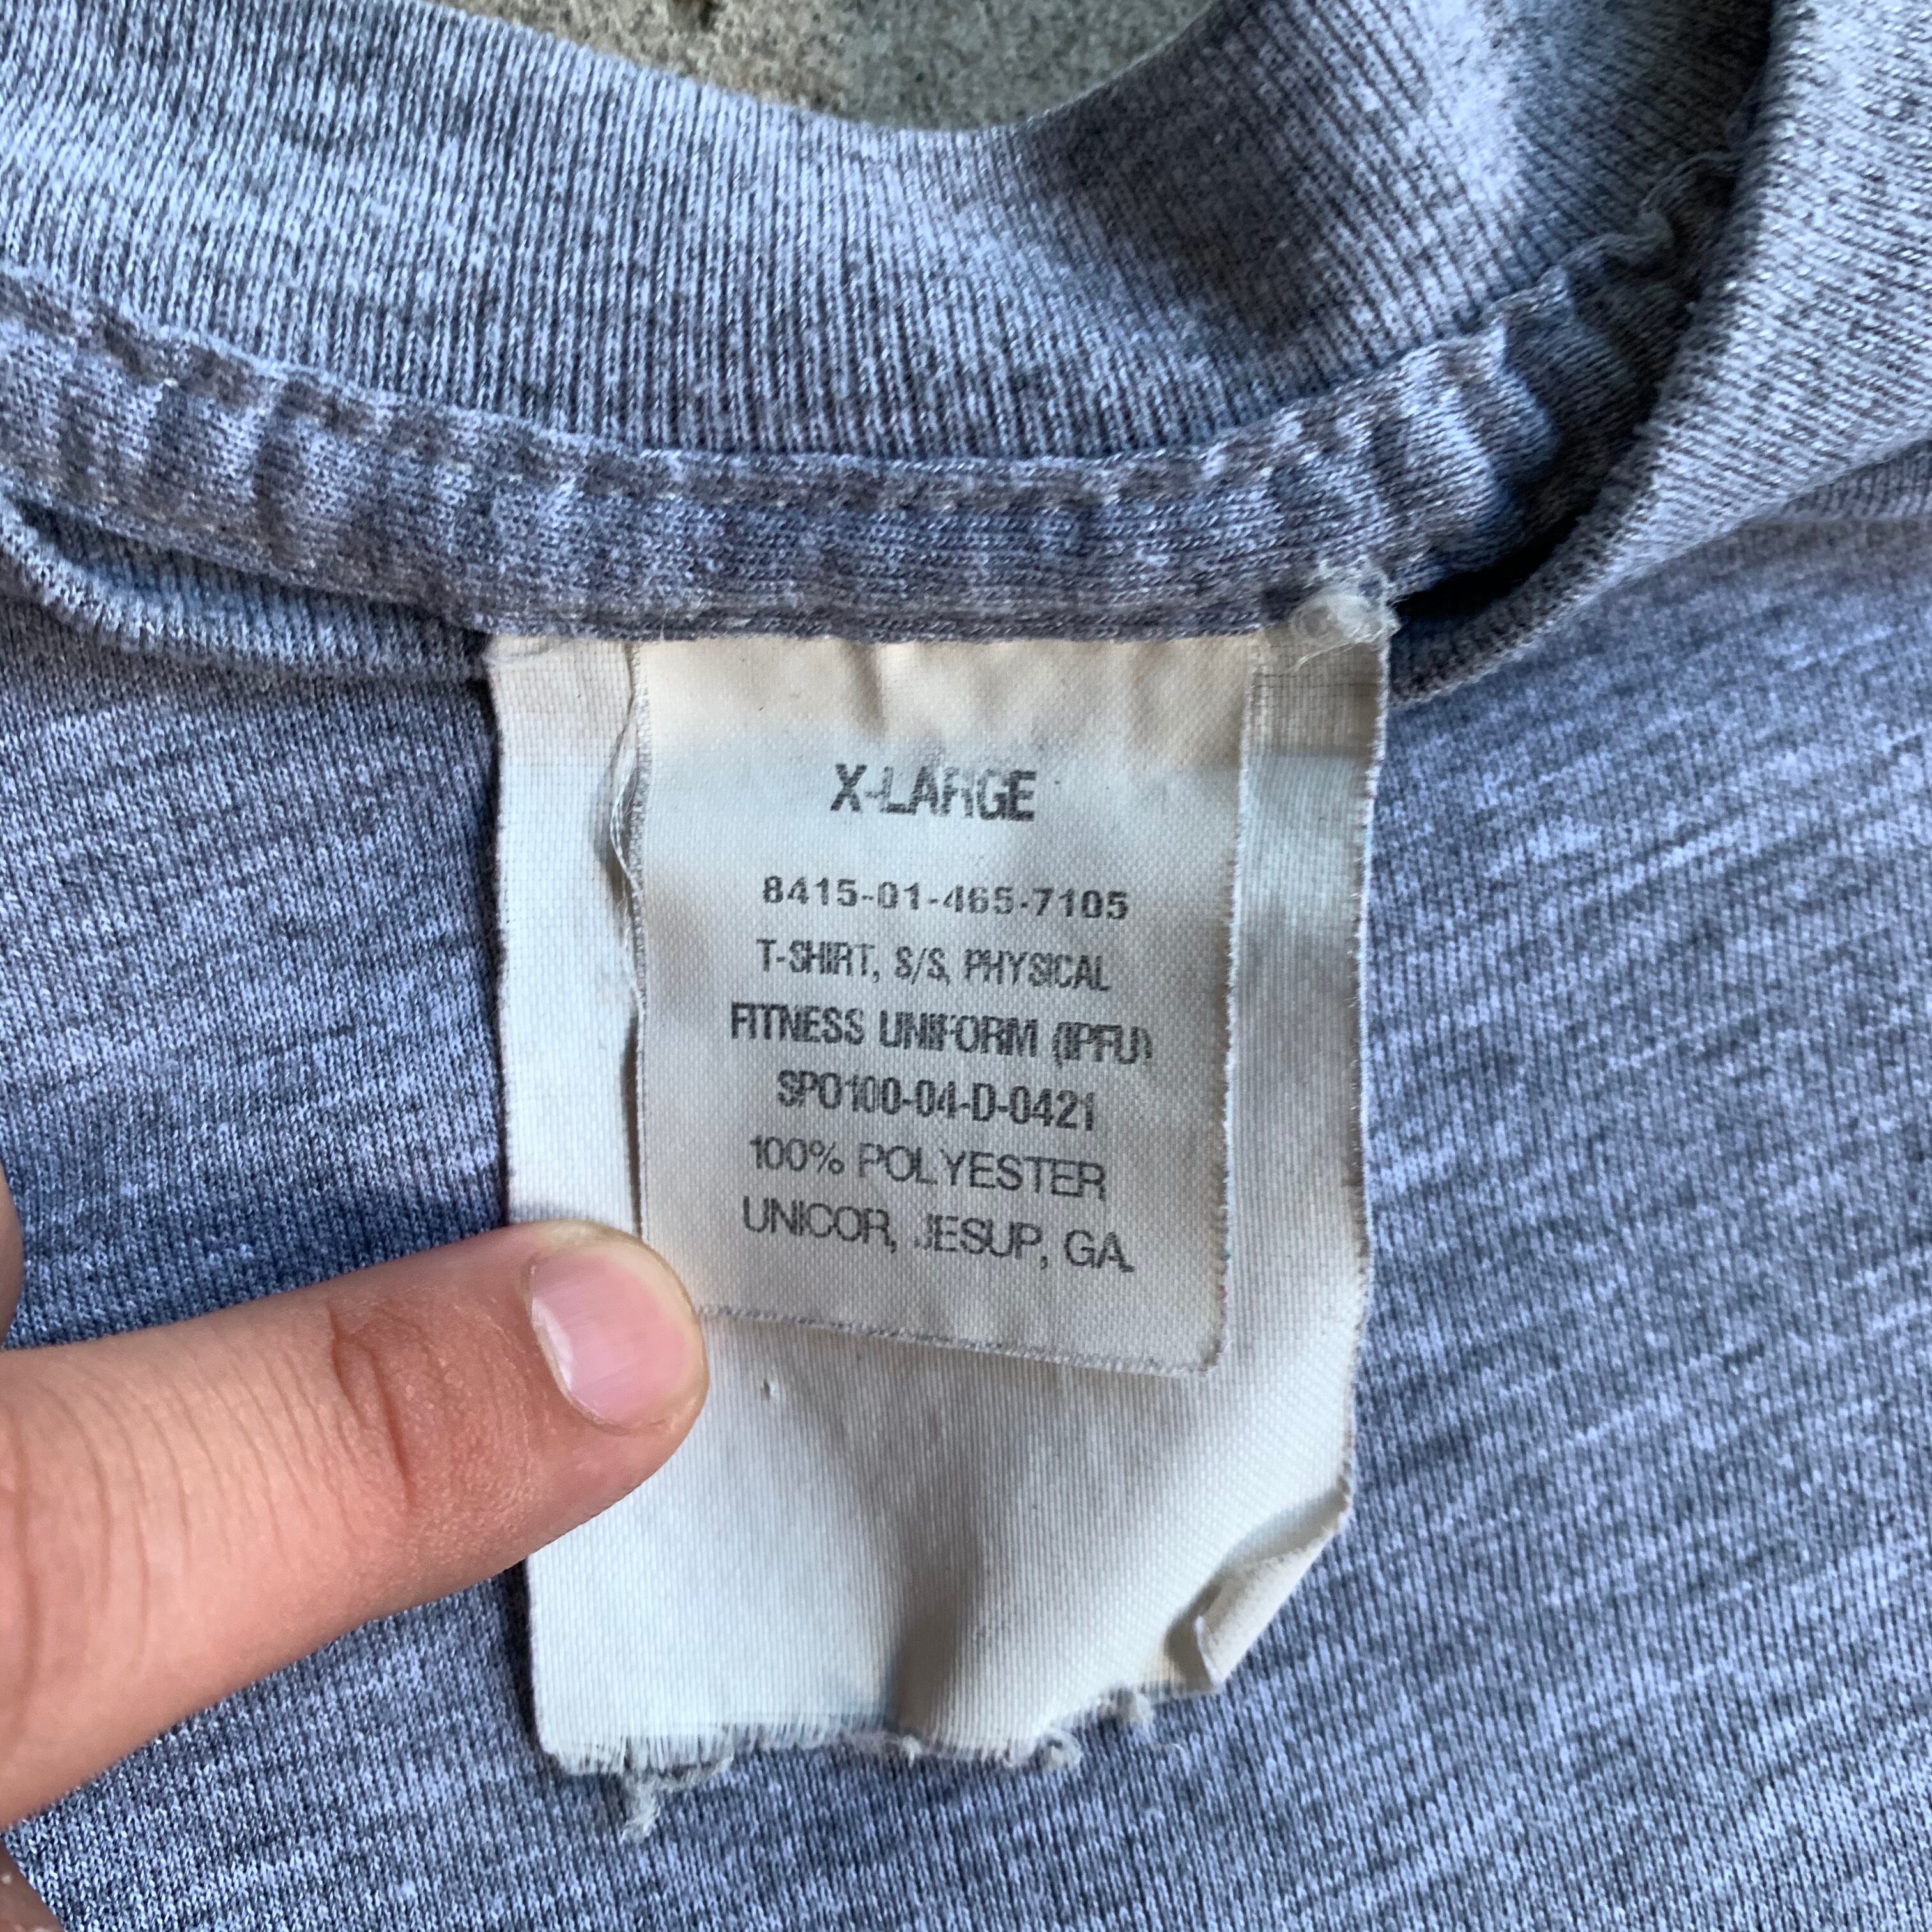 X-LARGE
8415-01-465-7105
T-SHIRT, S/S, PHYSICAL
FITNESS UNIFORM (IPFU)
SPO100-04-D-0421
100% POLYESTER
UNICOR, JESUP, GA.